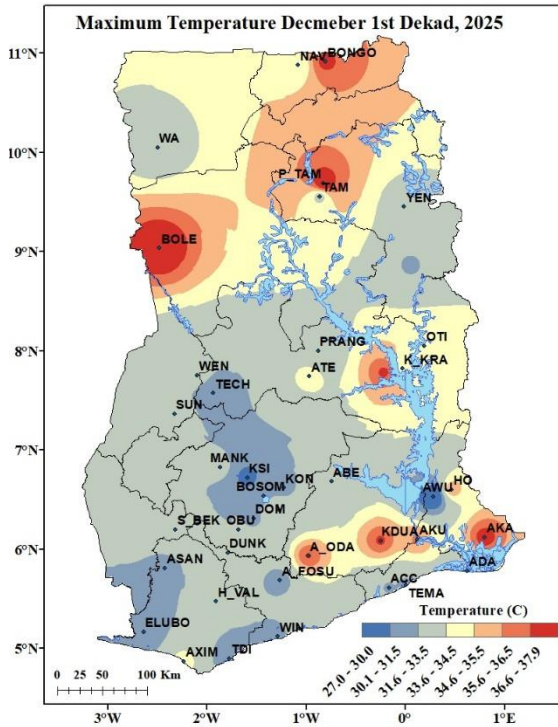 Maximum Temperature Decmeber 1st Dekad, 2025
11°N
10°N
9°N
8°N
7°N
6°N
5°N
NAV
BONGO
WA
P_TAM
TAM
YEN
BOLE
PRANG
OTI
K_KRA
ATE
WEN
TECH
SUN
MANK
KSI
BOSOM
KON
ABE
AWU
HO
DOM
S_BEK
OBU
DUNK
A_ODA
KDUA
AKU
AKA
ADA
ASAN
A_FOSU
H_VAL
ACC
TEMA
ELUBO
WIN
AXIM
TDI
Temperature (C)
27.0 - 30.0
30.1 - 31.5
31.6 - 33.5
33.6 - 34.5
34.6 - 35.5
35.6 - 36.5
36.6 - 37.9
0 20 40 60 80 100 Km
3°W 2°W 1°W 0° 1°E